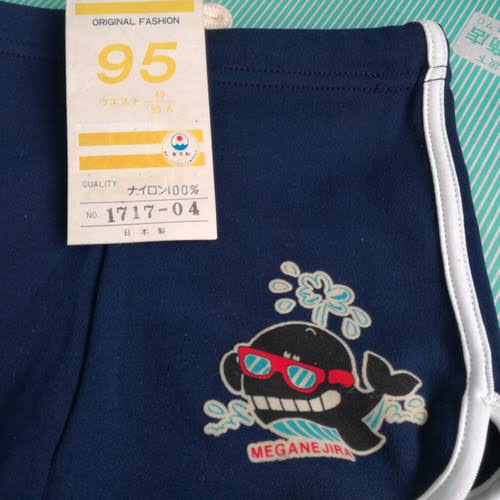 ORIGINAL FASHION
95
ウエスト
QUALITY ナイロン100%
NO. 1717-04
日本製
MEGANEJIRA